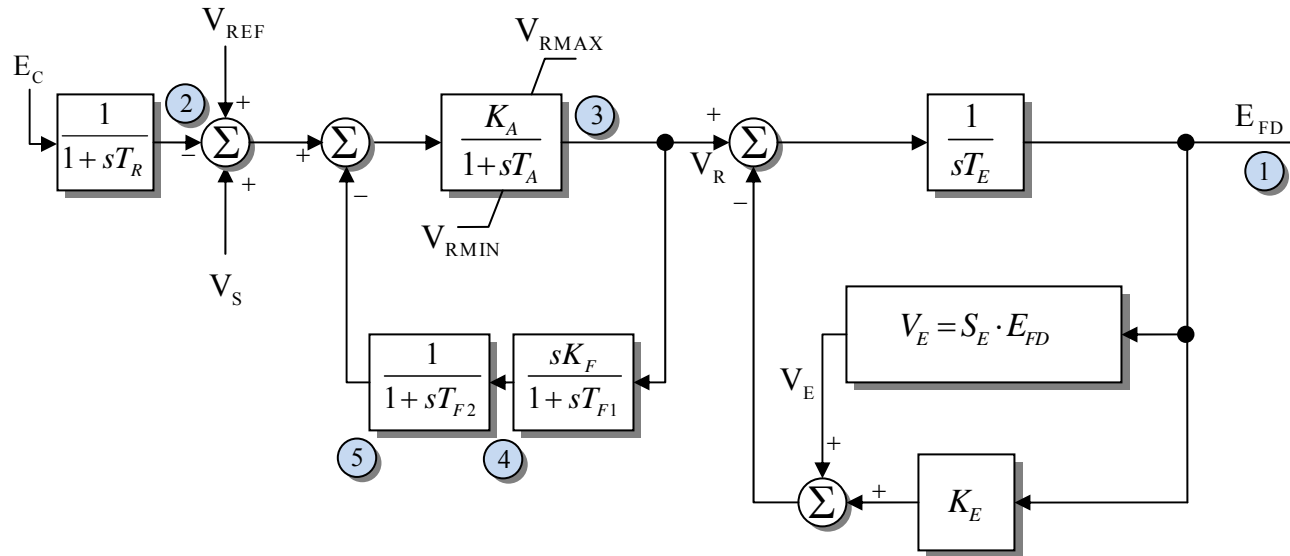 V_REF
V_RMAX
E_C
2
3
1
1 + sT_R
+
−
Σ
+
+
Σ
−
K_A
1 + sT_A
+
V_R
Σ
−
1
sT_E
E_FD
1
V_RMIN
V_S
1
1 + sT_F2
sK_F
1 + sT_F1
V_E = S_E · E_FD
V_E
5
4
+
Σ
+
K_E